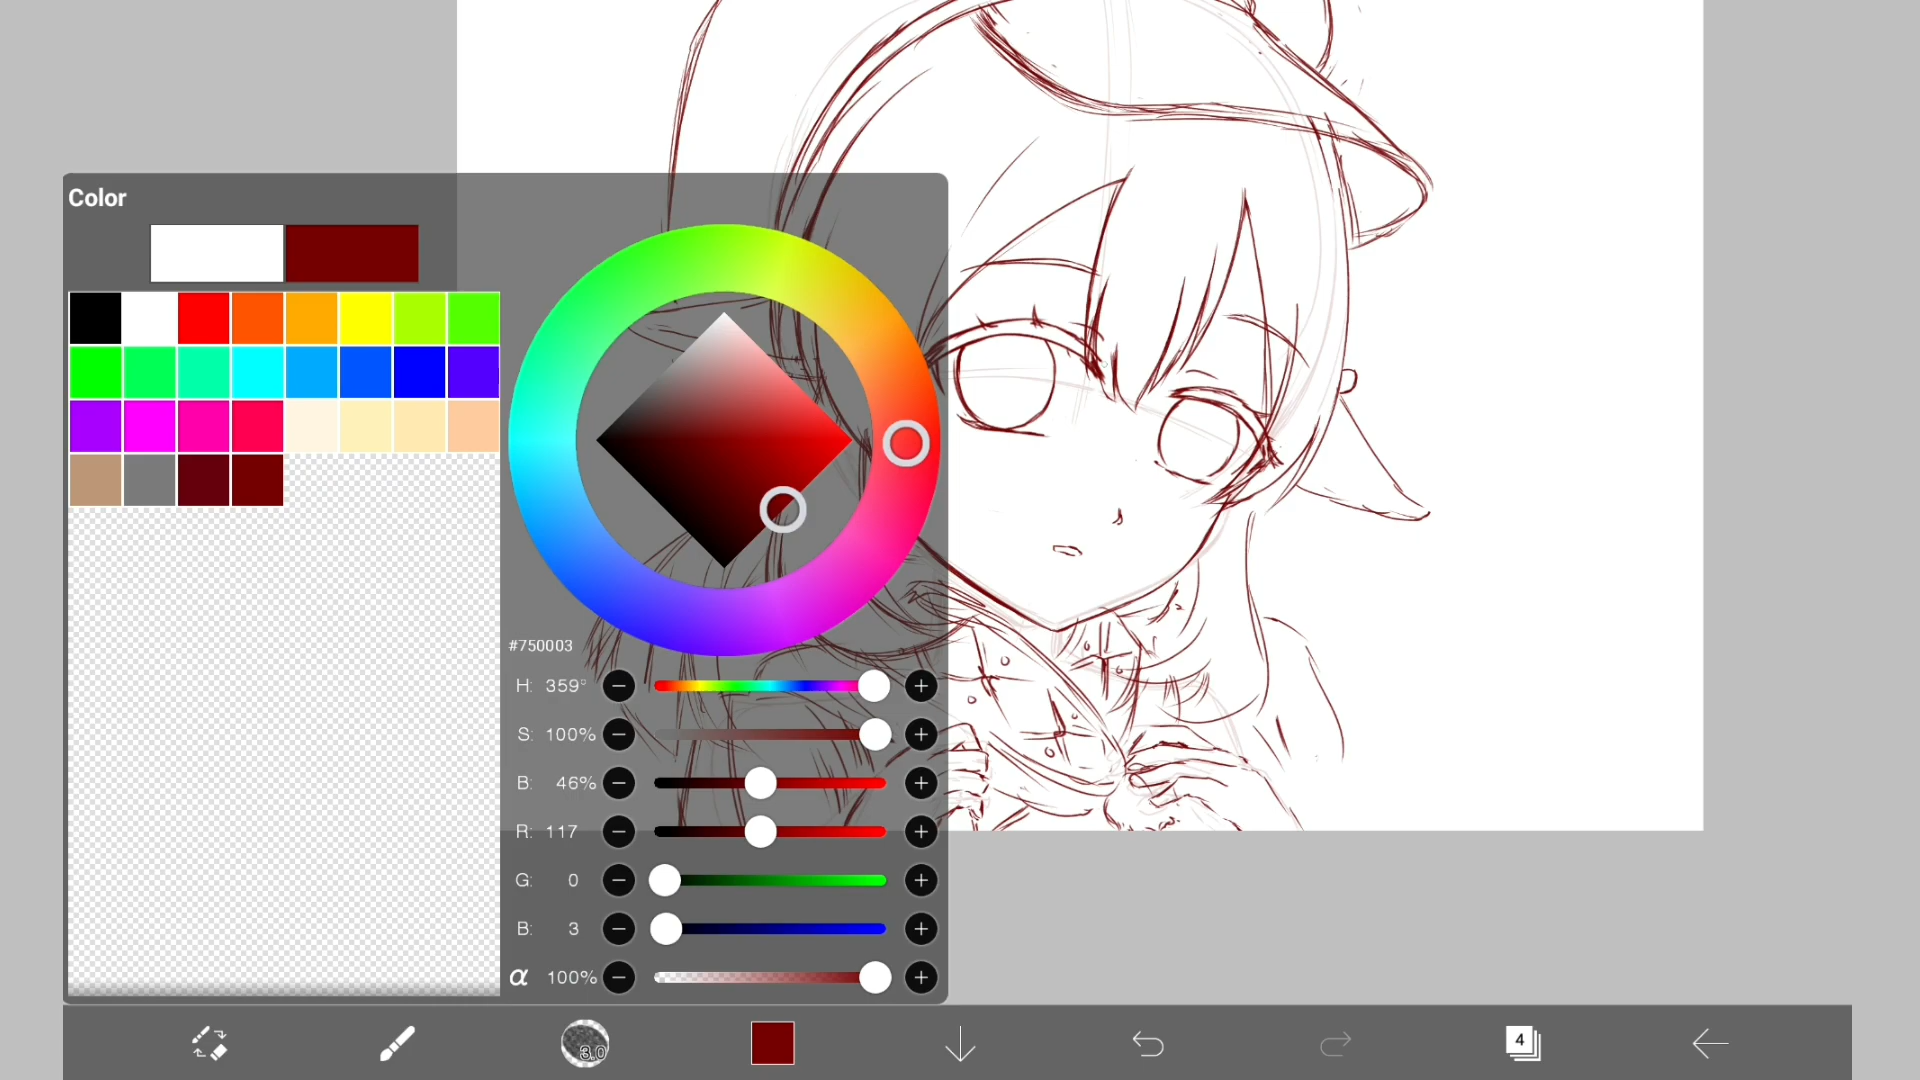 Color
#750003
H: 359°
S: 100%
B: 46%
R: 117
G: 0
B: 3
α 100%
3.0
4